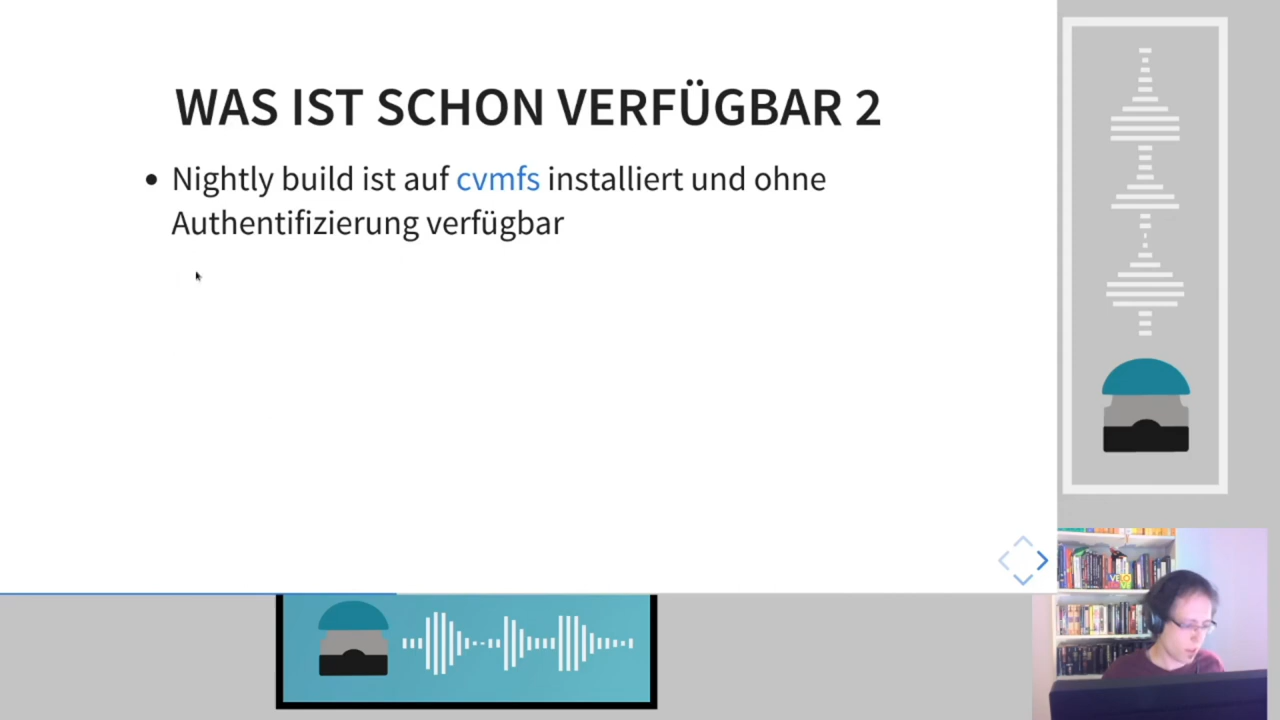 WAS IST SCHON VERFÜGBAR 2
Nightly build ist auf cvmfs installiert und ohne
Authentifizierung verfügbar